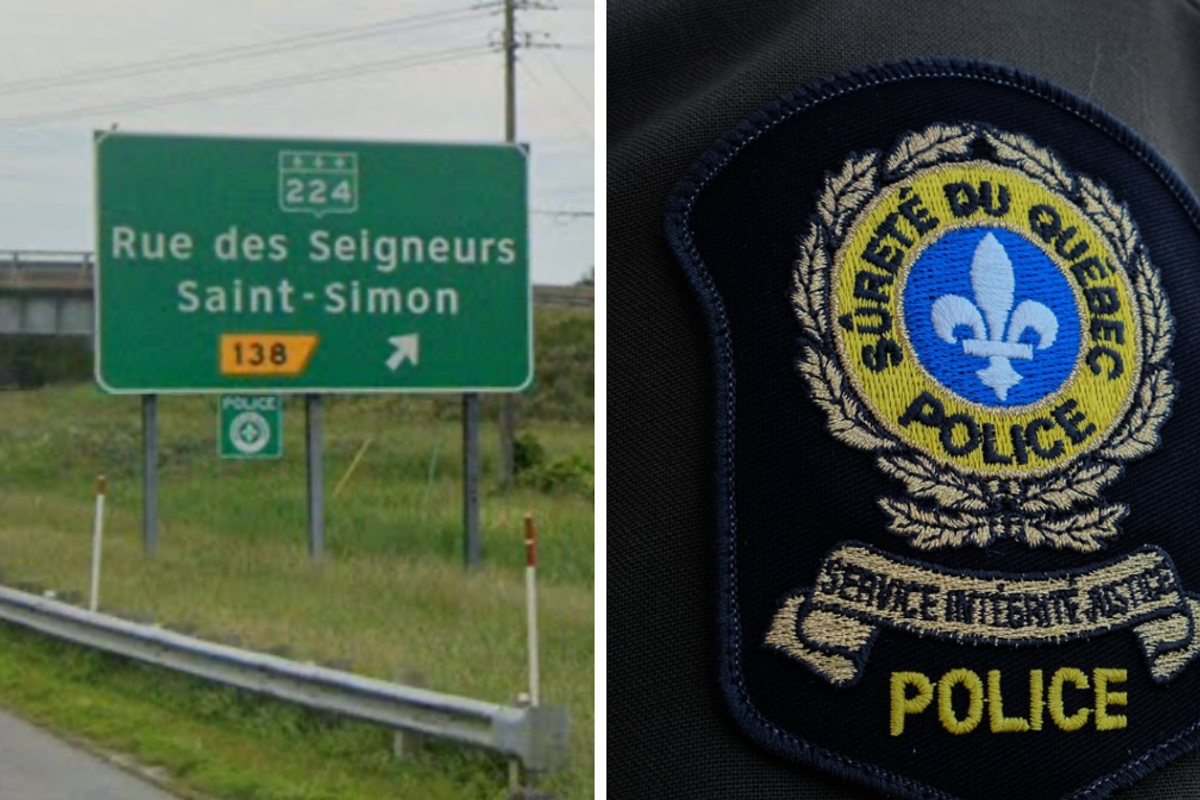 224
Rue des Seigneurs
Saint-Simon
138
POLICE
SÛRETÉ DU QUÉBEC
POLICE
SERVICE INTÉGRITÉ JUSTICE
POLICE